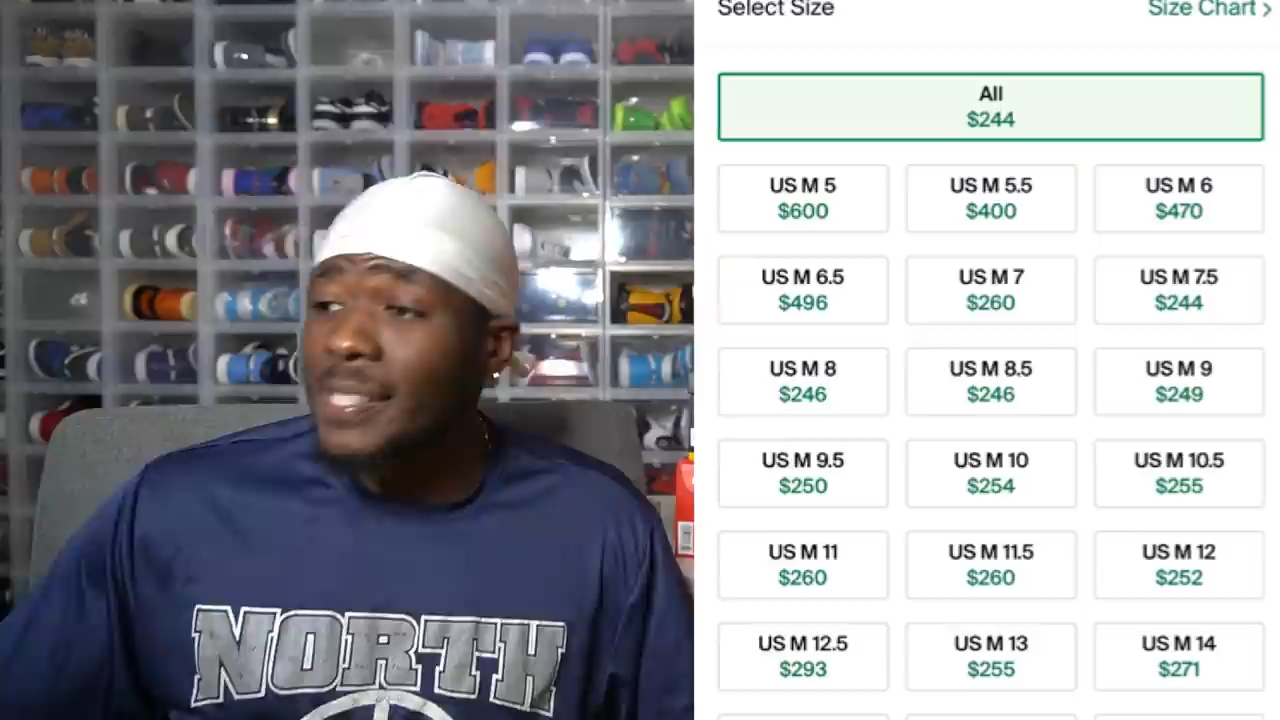 Select Size
Size Chart >
All
$244
US M 5
US M 5.5
US M 6
$600
$400
$470
US M 6.5
US M 7
US M 7.5
$496
$260
$244
US M 8
US M 8.5
US M 9
$246
$246
$249
US M 9.5
US M 10
US M 10.5
$250
$254
$255
US M 11
US M 11.5
US M 12
$260
$260
$252
US M 12.5
US M 13
US M 14
$293
$255
$271
NORTH